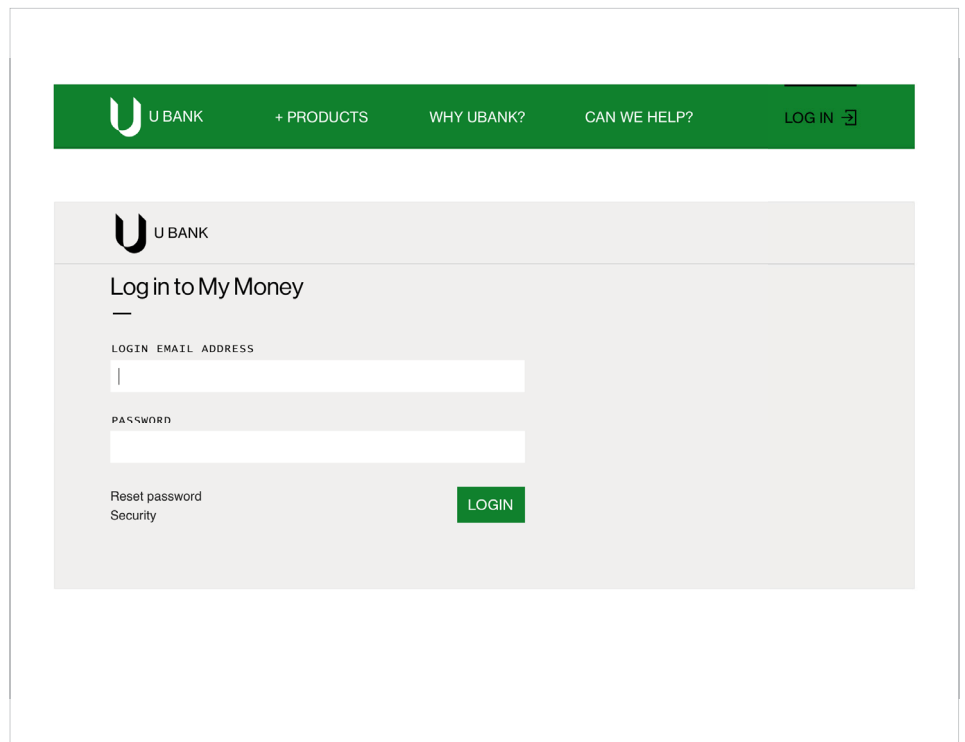 U BANK + PRODUCTS WHY UBANK? CAN WE HELP? LOG IN
U BANK
Log in to My Money
LOGIN EMAIL ADDRESS
PASSWORD
Reset password
Security
LOGIN